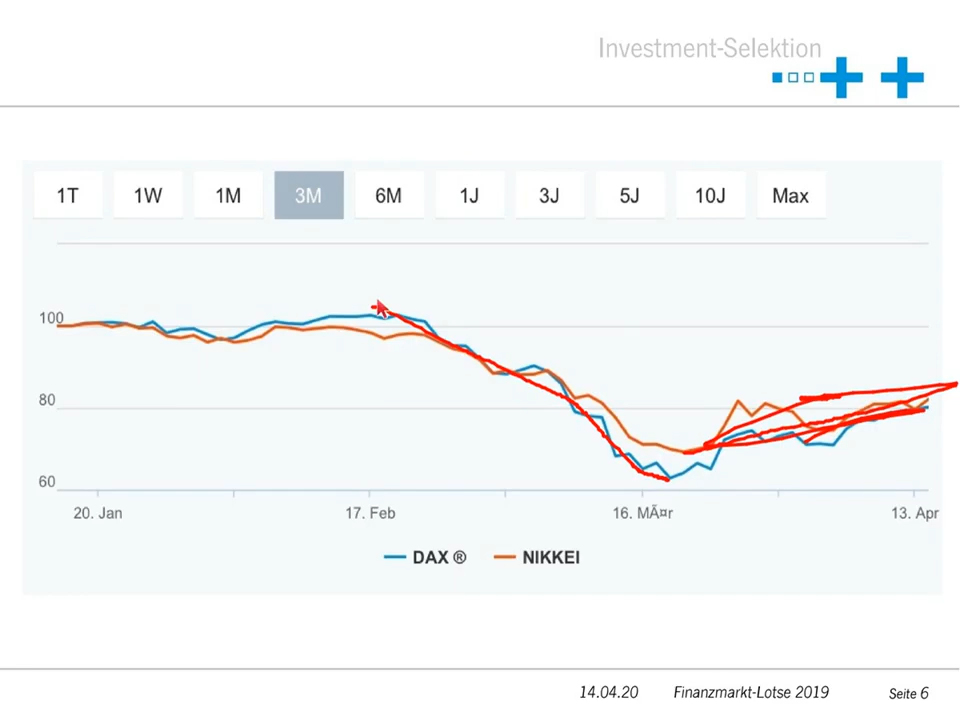 Investment-Selektion
1T 1W 1M 3M 6M 1J 3J 5J 10J Max
100
80
60
20. Jan 17. Feb 16. MÃ¤r 13. Apr
DAX ® NIKKEI
14.04.20 Finanzmarkt-Lotse 2019 Seite 6